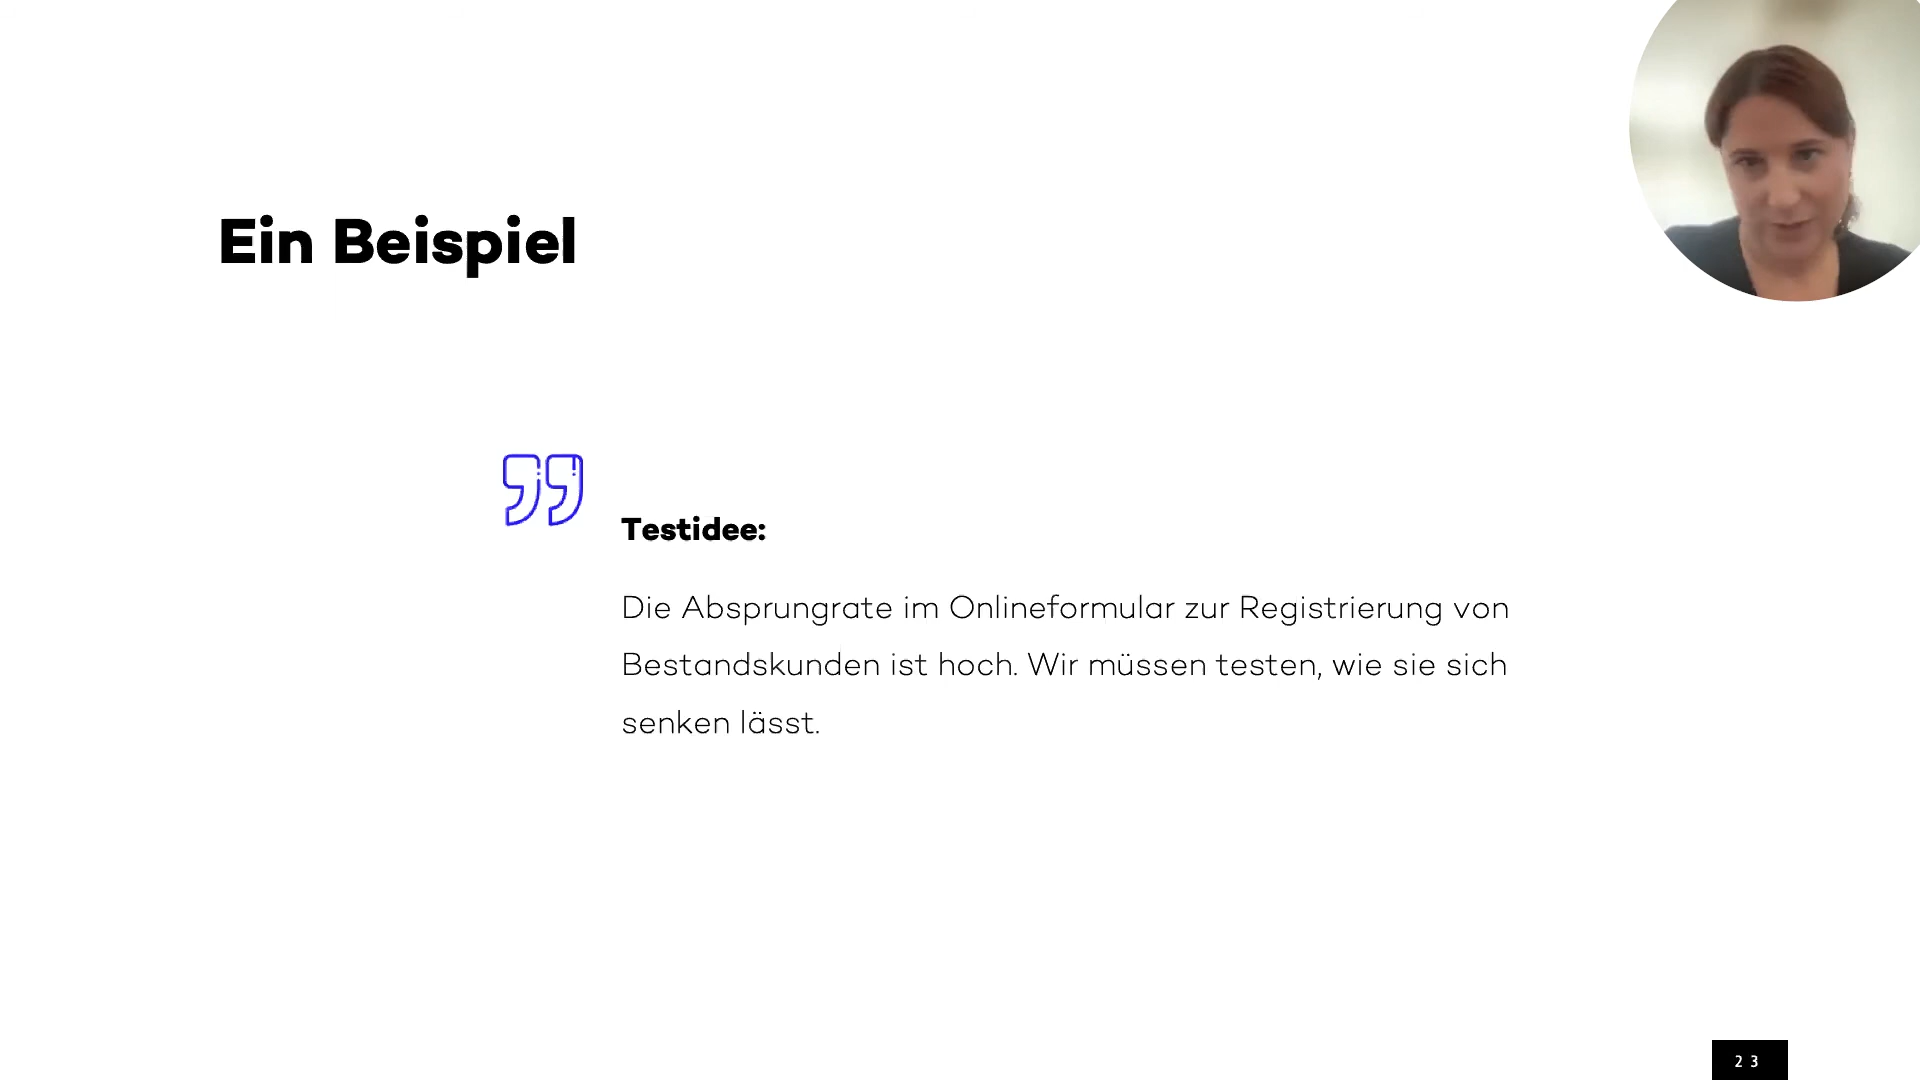 Ein Beispiel
Testidee:
Die Absprungrate im Onlineformular zur Registrierung von
Bestandskunden ist hoch. Wir müssen testen, wie sie sich
senken lässt.
23